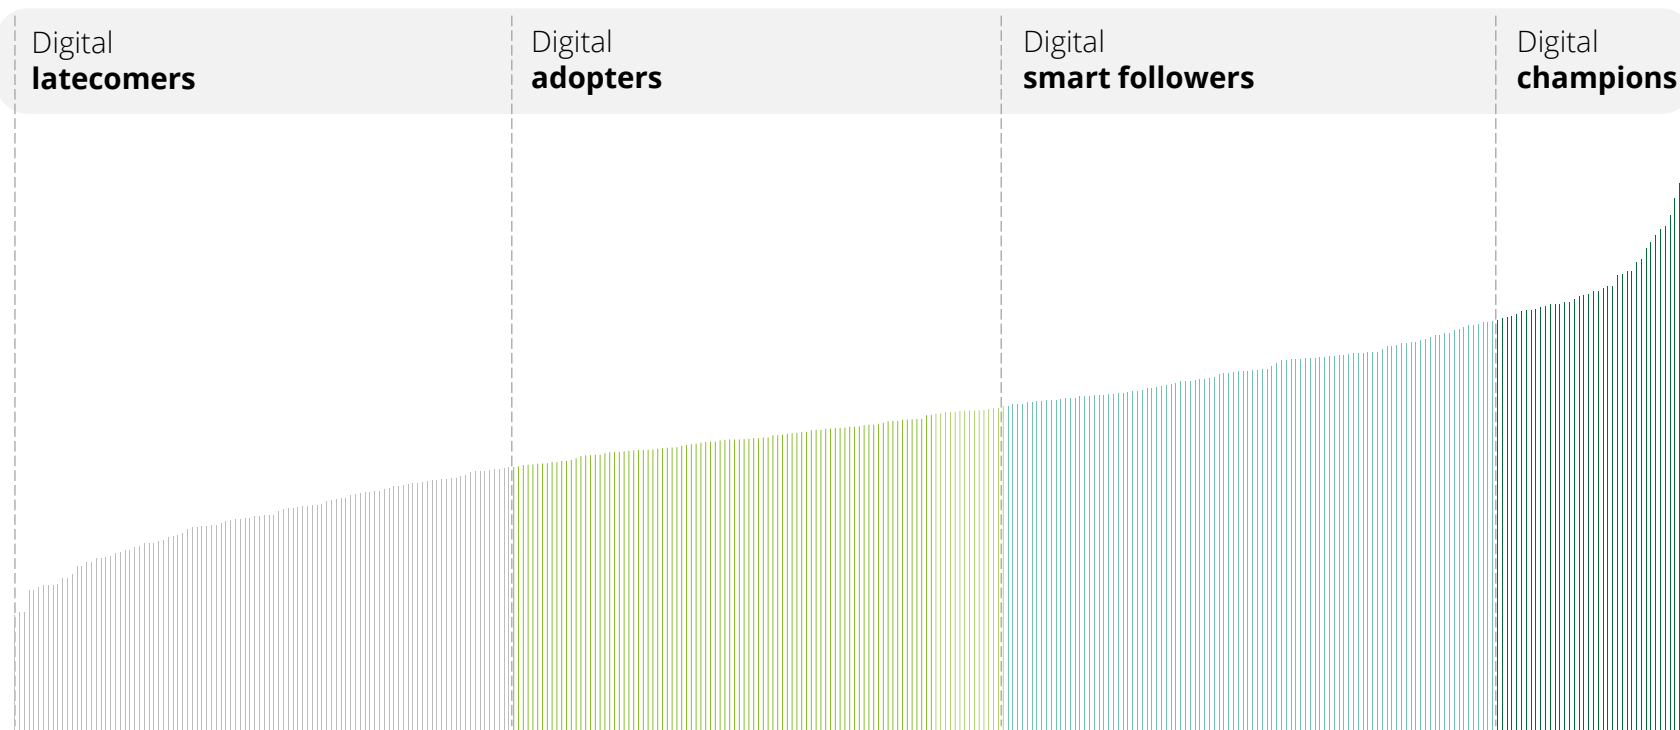 Digital
latecomers
Digital
adopters
Digital
smart followers
Digital
champions